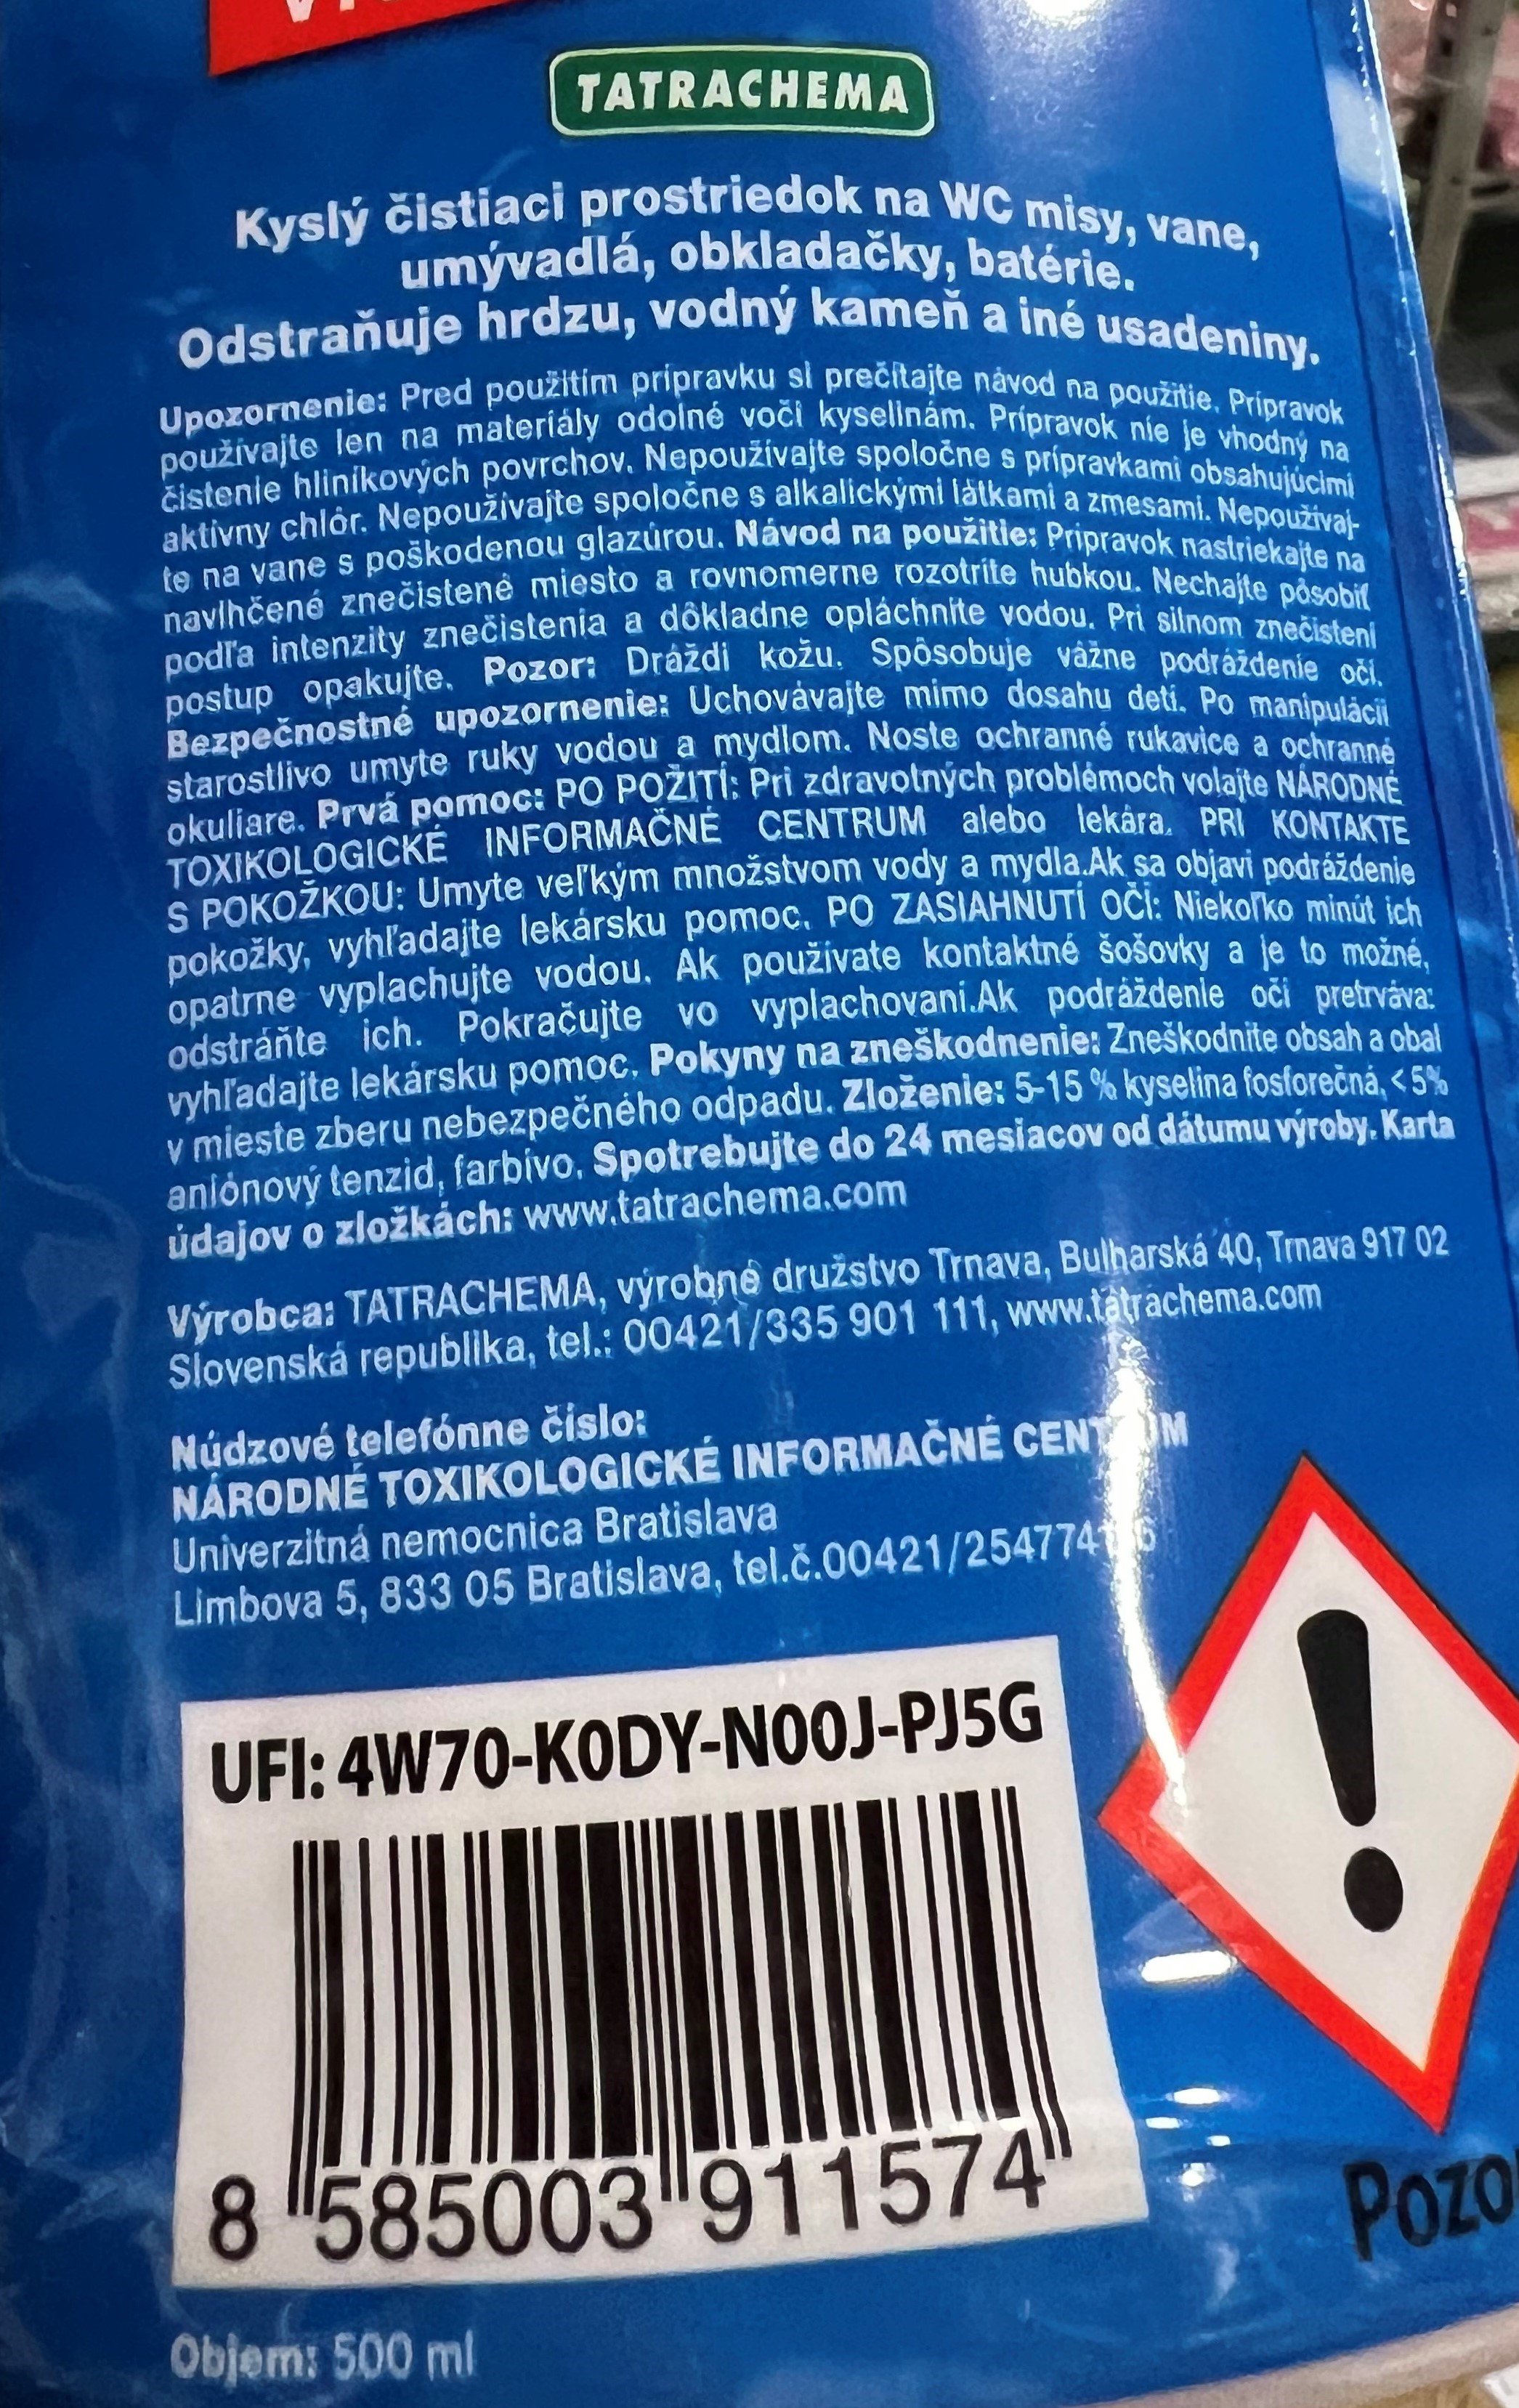 TATRACHEMA
Kyslý čistiaci prostriedok na WC misy, vane,
umývadlá, obkladačky, batérie.
Odstraňuje hrdzu, vodný kameň a iné usadeniny.
Upozornenie: Pred použitím prípravku si prečítajte návod na použitie. Prípravok
používajte len na materiály odolné voči kyselinám. Prípravok nie je vhodný na
čistenie hliníkových povrchov. Nepoužívajte spoločne s prípravkami obsahujúcimi
aktívny chlór. Nepoužívajte spoločne s alkalickými látkami a zmesami. Nepoužívaj-
te na vane s poškodenou glazúrou. Návod na použitie: Prípravok nastriekajte na
navlhčené znečistené miesto a rovnomerne rozotrite hubkou. Nechajte pôsobiť
podľa intenzity znečistenia a dôkladne opláchnite vodou. Pri silnom znečistení
postup opakujte. Pozor: Dráždi kožu. Spôsobuje vážne podráždenie očí.
Bezpečnostné upozornenie: Uchovávajte mimo dosahu detí. Po manipulácii
starostlivo umyte ruky vodou a mydlom. Noste ochranné rukavice a ochranné
okuliare. Prvá pomoc: PO POŽITÍ: Pri zdravotných problémoch volajte NÁRODNÉ
TOXIKOLOGICKÉ INFORMAČNÉ CENTRUM alebo lekára. PRI KONTAKTE
S POKOŽKOU: Umyte veľkým množstvom vody a mydla.Ak sa objaví podráždenie
pokožky, vyhľadajte lekársku pomoc. PO ZASIAHNUTÍ OČÍ: Niekoľko minút ich
opatrne vyplachujte vodou. Ak používate kontaktné šošovky a je to možné,
odstráňte ich. Pokračujte vo vyplachovaní.Ak podráždenie očí pretrváva:
vyhľadajte lekársku pomoc. Pokyny na zneškodnenie: Zneškodnite obsah a obal
v mieste zberu nebezpečného odpadu. Zloženie: 5-15 % kyselina fosforečná, <5%
aniónový tenzid, farbivo. Spotrebujte do 24 mesiacov od dátumu výroby. Karta
údajov o zložkách: www.tatrachema.com
Výrobca: TATRACHEMA, výrobné družstvo Trnava, Bulharská 40, Trnava 917 02
Slovenská republika, tel.: 00421/335 901 111, www.tatrachema.com
Núdzové telefónne číslo:
NÁRODNÉ TOXIKOLOGICKÉ INFORMAČNÉ
Univerzitná nemocnica Bratislava
Limbova 5, 833 05 Bratislava, tel.č.
UFI: 4W70-K0DY-N00J-PJ5G
8 585003 911574
Pozo
Objem: 500 ml